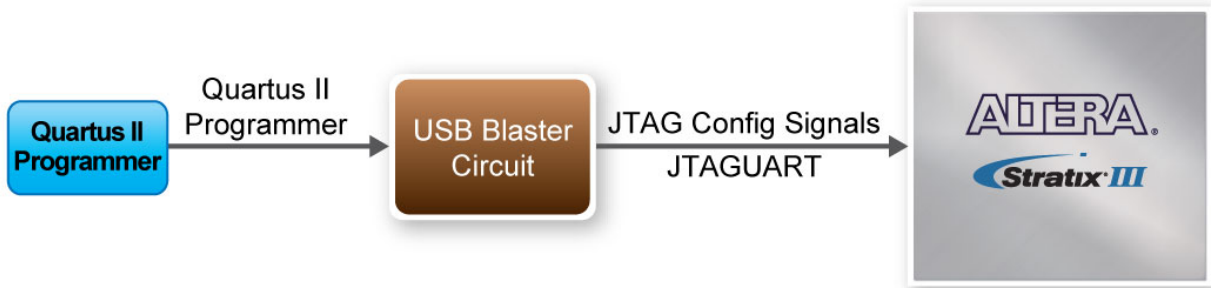 Quartus II
Programmer
Quartus II
Programmer
USB Blaster
Circuit
JTAG Config Signals
JTAGUART
ALTERA®
Stratix® III